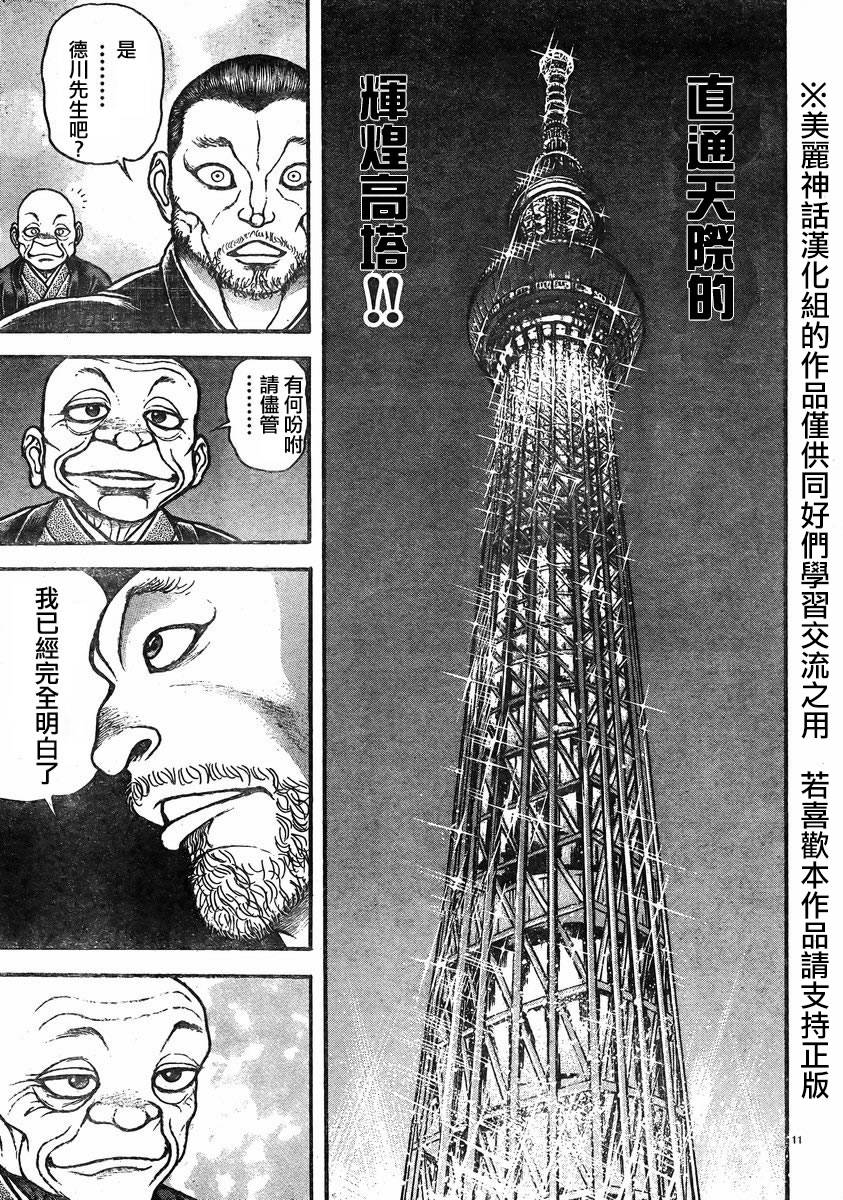 ※美麗神話漢化組的作品僅供同好們學習交流之用　若喜歡本作品請支持正版
直通天際的
輝煌高塔!!
是
………
德川先生吧？
有何吩咐
請儘管
………
我已經完全明白了
11